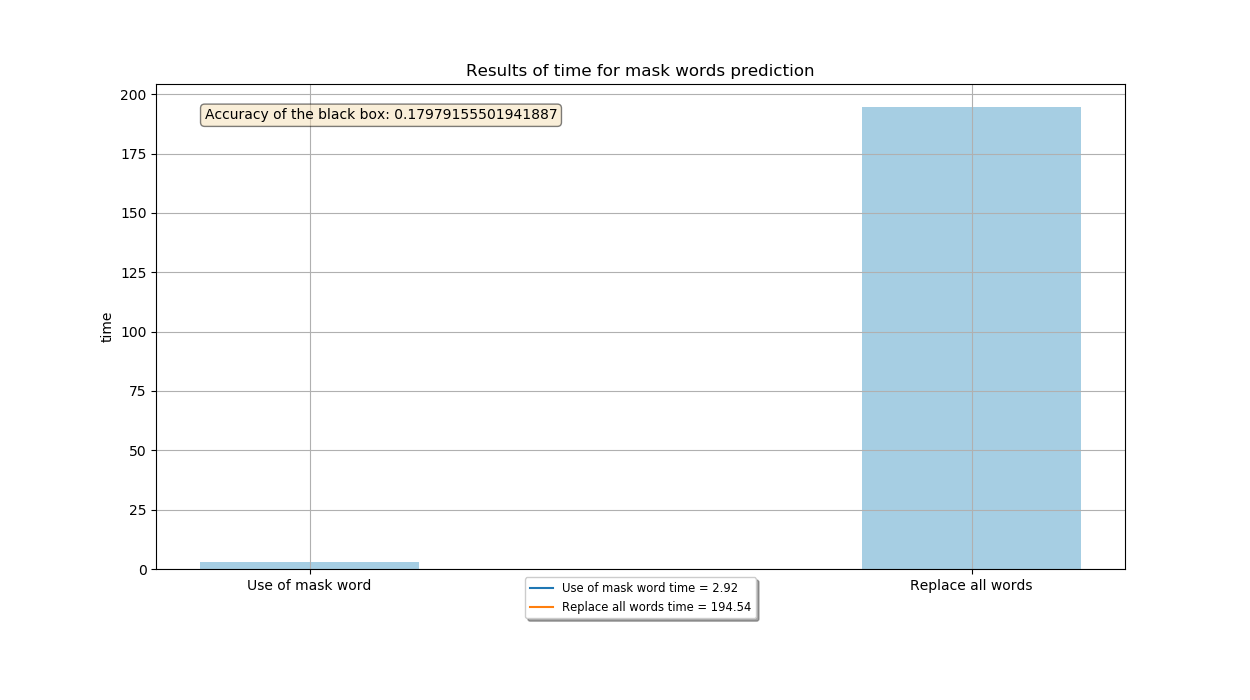 Results of time for mask words prediction
200
Accuracy of the black box: 0.17979155501941887
175
150
125
100
time
75
50
25
0
Use of mask word
Replace all words
Use of mask word time = 2.92
Replace all words time = 194.54